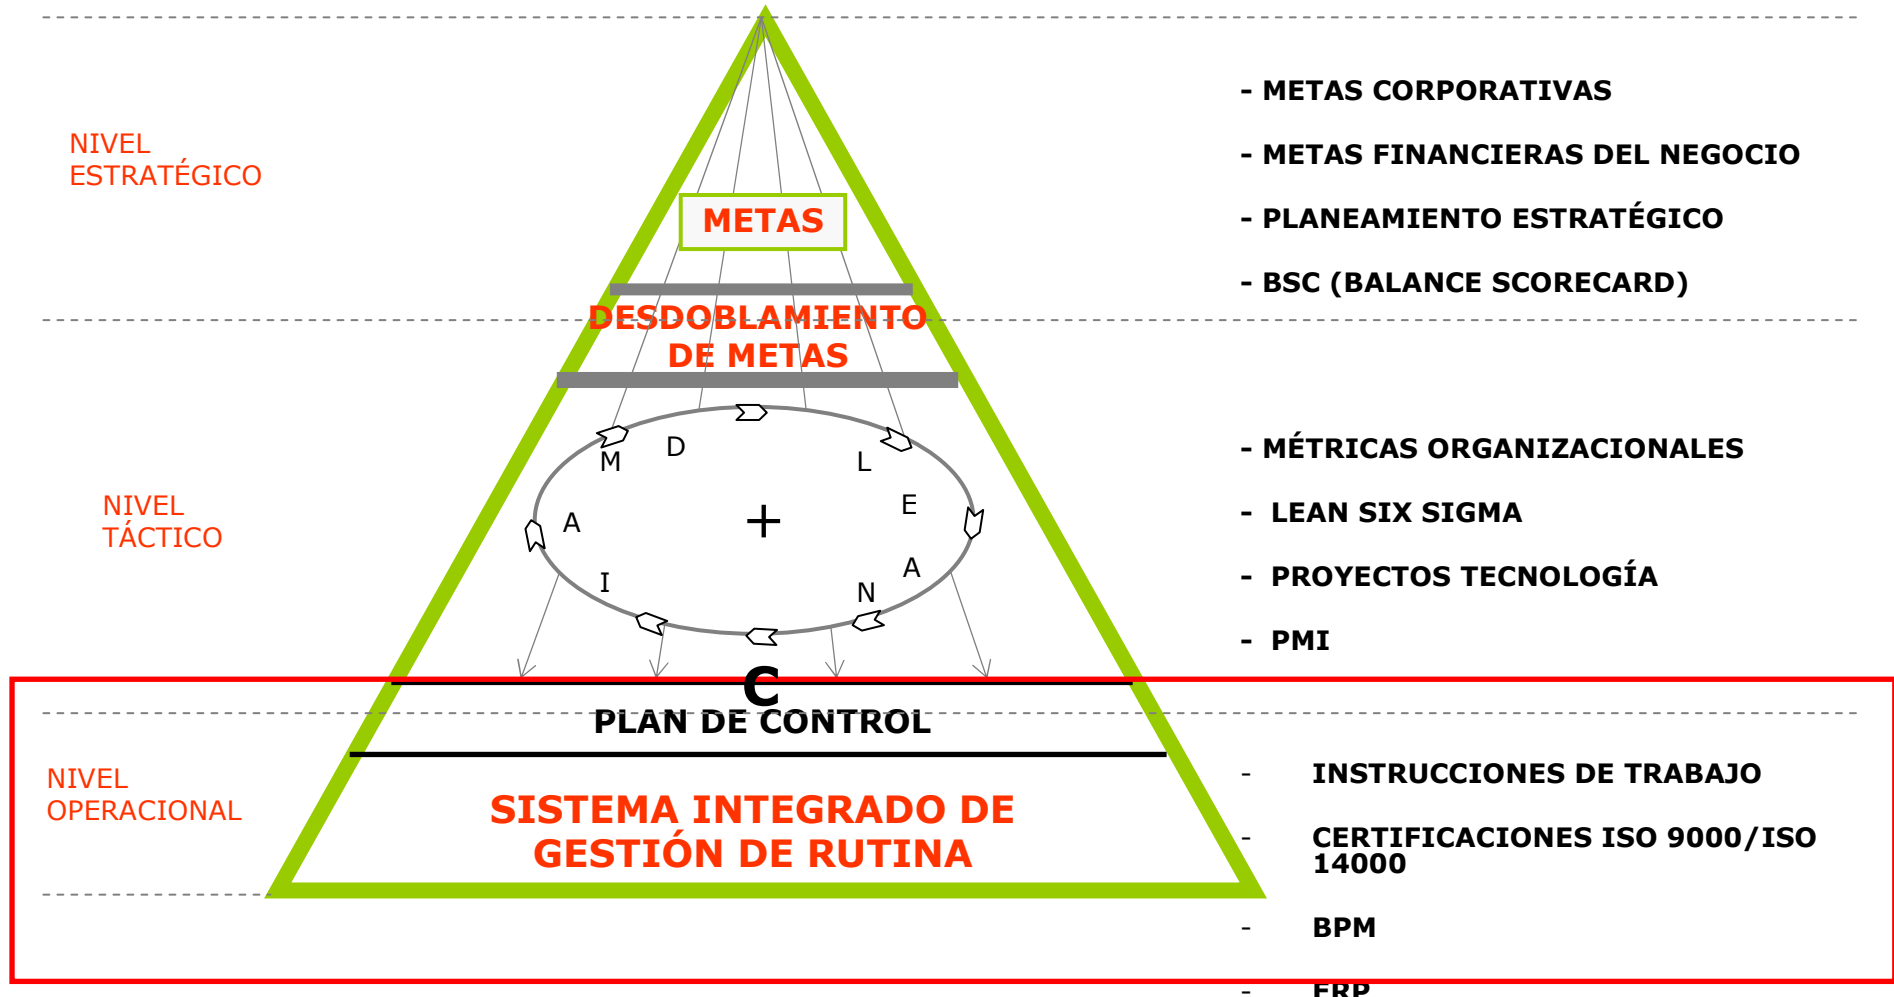 NIVEL
ESTRATÉGICO
METAS
- METAS CORPORATIVAS
- METAS FINANCIERAS DEL NEGOCIO
- PLANEAMIENTO ESTRATÉGICO
- BSC (BALANCE SCORECARD)
DESDOBLAMIENTO
DE METAS
NIVEL
TÁCTICO
D
M
A
I
+
L
E
A
N
C
- MÉTRICAS ORGANIZACIONALES
- LEAN SIX SIGMA
- PROYECTOS TECNOLOGÍA
- PMI
PLAN DE CONTROL
NIVEL
OPERACIONAL
SISTEMA INTEGRADO DE
GESTIÓN DE RUTINA
- INSTRUCCIONES DE TRABAJO
- CERTIFICACIONES ISO 9000/ISO
14000
- BPM
- ERP